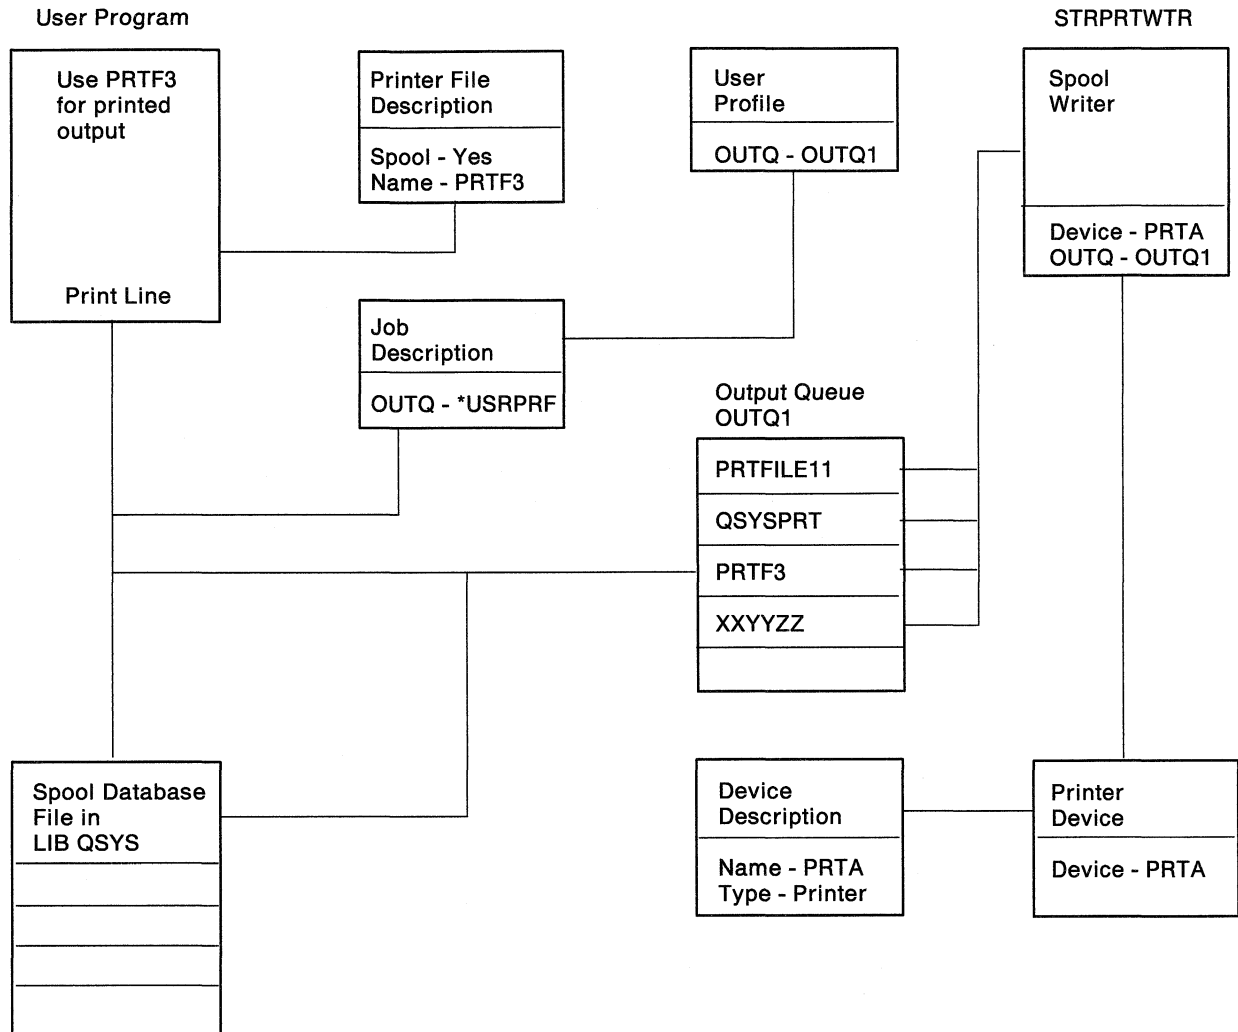 User Program
STRPRTWTR
Use PRTF3
for printed
output
Print Line
Printer File
Description
Spool - Yes
Name - PRTF3
User
Profile
OUTQ - OUTQ1
Spool
Writer
Device - PRTA
OUTQ - OUTQ1
Job
Description
OUTQ - *USRPRF
Output Queue
OUTQ1
PRTFILE11
QSYSPRT
PRTF3
XXYYZZ
Spool Database
File in
LIB QSYS
Device
Description
Name - PRTA
Type - Printer
Printer
Device
Device - PRTA